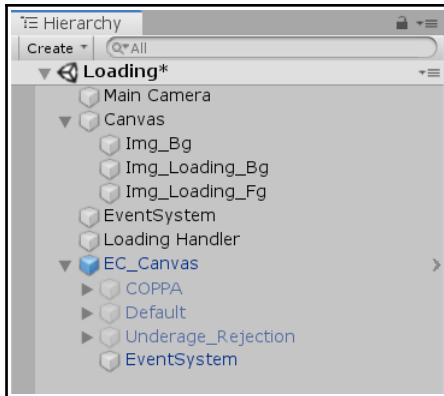 Hierarchy
Create All
Loading*
Main Camera
Canvas
Img_Bg
Img_Loading_Bg
Img_Loading_Fg
EventSystem
Loading Handler
EC_Canvas
COPPA
Default
Underage_Rejection
EventSystem